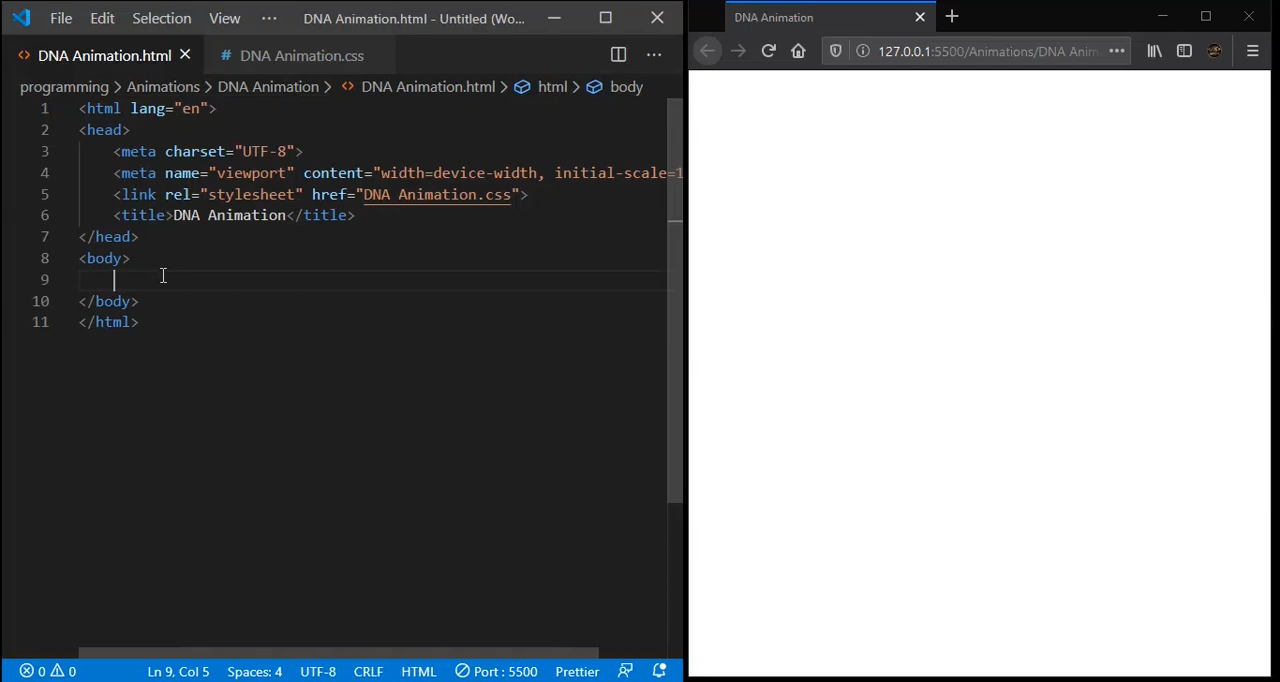 File Edit Selection View ··· DNA Animation.html - Untitled (Wo...
DNA Animation.html
# DNA Animation.css
programming > Animations > DNA Animation > DNA Animation.html > html > body
1 <html lang="en">
2 <head>
3 <meta charset="UTF-8">
4 <meta name="viewport" content="width=device-width, initial-scale=1
5 <link rel="stylesheet" href="DNA Animation.css">
6 <title>DNA Animation</title>
7 </head>
8 <body>
9
10 </body>
11 </html>
0 0 Ln 9, Col 5 Spaces: 4 UTF-8 CRLF HTML Port : 5500 Prettier
DNA Animation
127.0.0.1:5500/Animations/DNA Anim